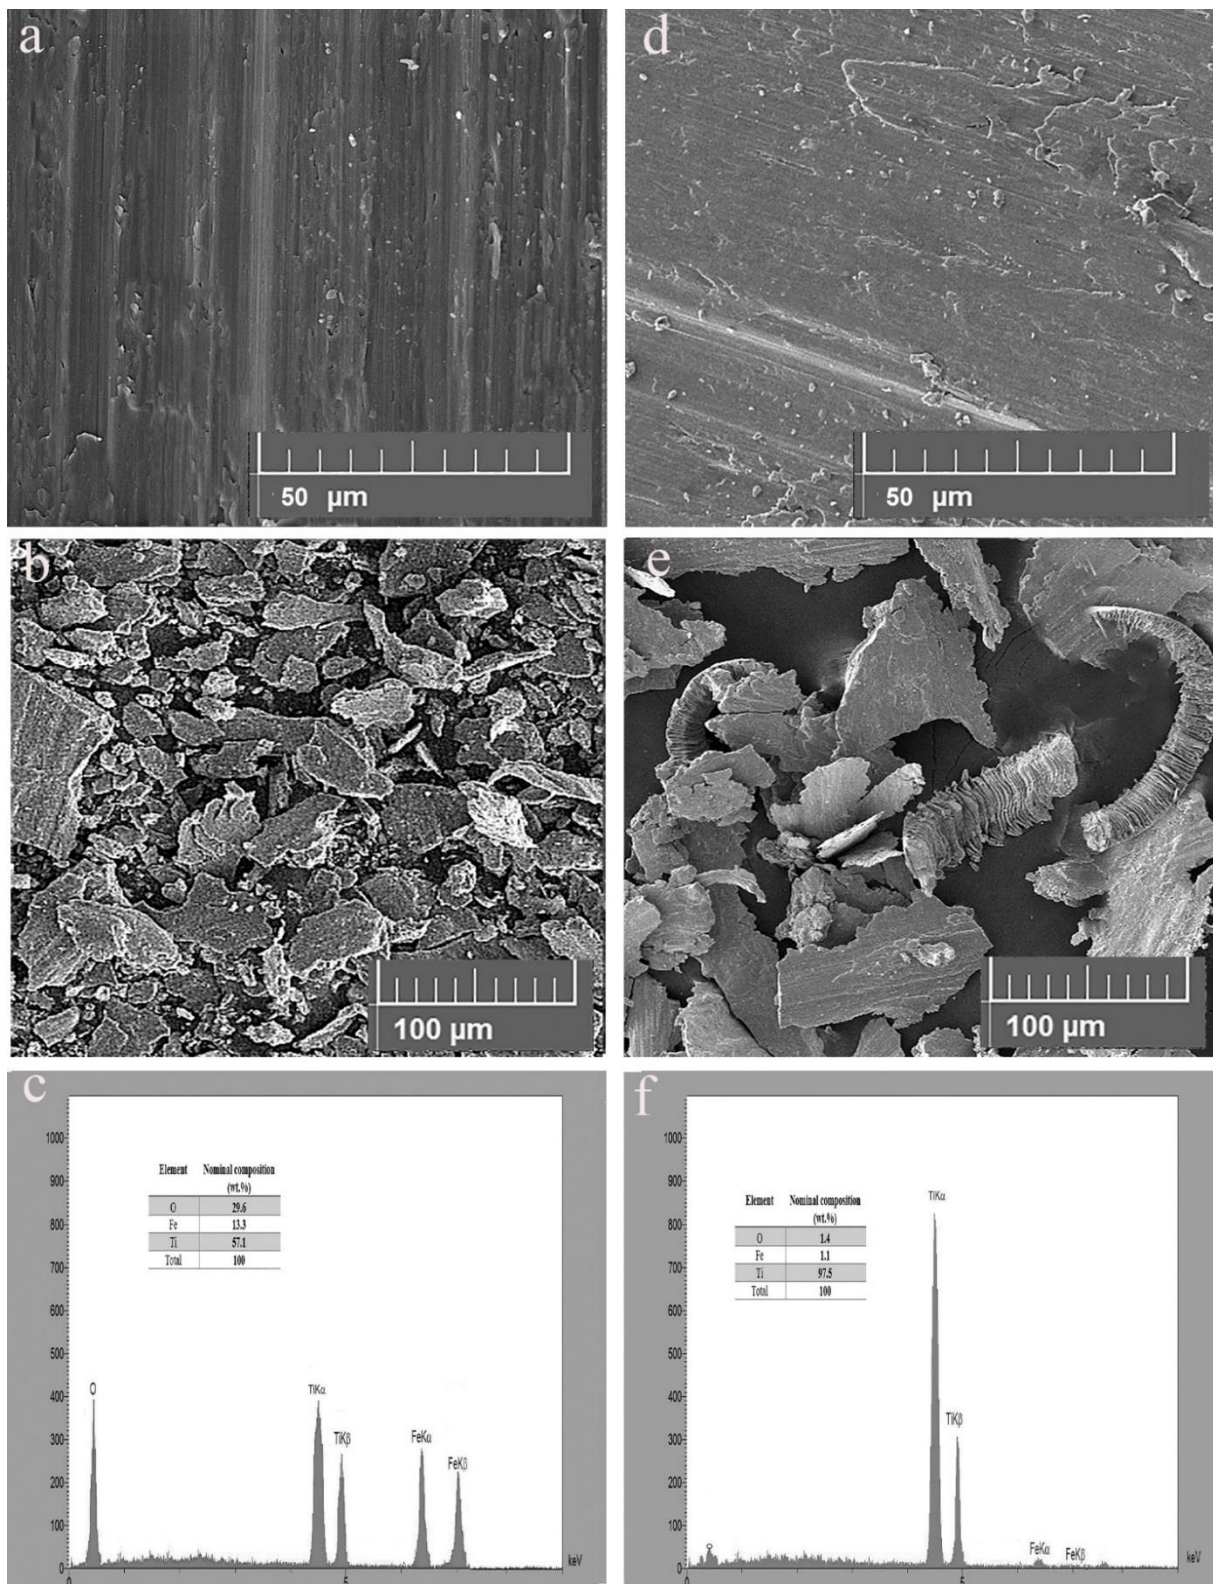 a
50 µm
d
50 µm
b
100 µm
e
100 µm
c
1000
900
800
700
600
500
400
300
200
100
0
Element Nominal composition
(wt.%)
O 29.6
Fe 13.3
Ti 57.1
Total 100
O
TiKα
TiKβ
FeKα
FeKβ
0
5
keV
f
1000
900
800
700
600
500
400
300
200
100
0
Element Nominal composition
(wt.%)
O 1.4
Fe 1.1
Ti 97.5
Total 100
O
TiKα
TiKβ
FeKα
FeKβ
0
5
keV